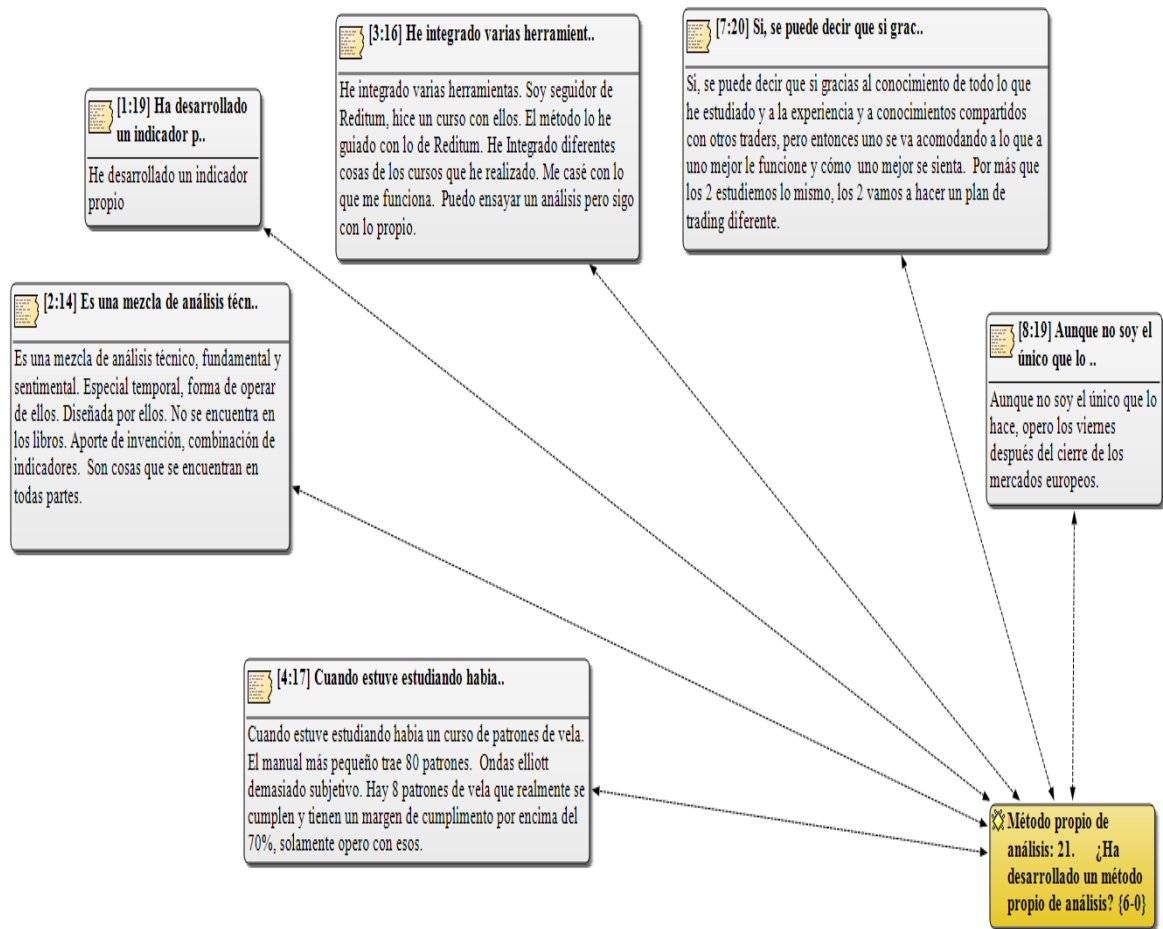 [3:16] He integrado varias herramient..
He integrado varias herramientas. Soy seguidor de
Reditum, hice un curso con ellos. El método lo he
guiado con lo de Reditum. He Integrado diferentes
cosas de los cursos que he realizado. Me casé con lo
que me funciona. Puedo ensayar un análisis pero sigo
con lo propio.
[7:20] Si, se puede decir que si grac..
Si, se puede decir que si gracias al conocimiento de todo lo que
he estudiado y a la experiencia y a conocimientos compartidos
con otros traders, pero entonces uno se va acomodando a lo que a
uno mejor le funcione y cómo uno mejor se sienta. Por más que
los 2 estudiemos lo mismo, los 2 vamos a hacer un plan de
trading diferente.
[1:19] Ha desarrollado
un indicador p..
He desarrollado un indicador
propio
[2:14] Es una mezcla de análisis técn..
Es una mezcla de análisis técnico, fundamental y
sentimental. Especial temporal, forma de operar
de ellos. Diseñada por ellos. No se encuentra en
los libros. Aporte de invención, combinación de
indicadores. Son cosas que se encuentran en
todas partes.
[8:19] Aunque no soy el
único que lo ..
Aunque no soy el único que lo
hace, opero los viernes
después del cierre de los
mercados europeos.
[4:17] Cuando estuve estudiando habia..
Cuando estuve estudiando habia un curso de patrones de vela.
El manual más pequeño trae 80 patrones. Ondas elliott
demasiado subjetivo. Hay 8 patrones de vela que realmente se
cumplen y tienen un margen de cumplimento por encima del
70%, solamente opero con esos.
Método propio de
análisis: 21. ¿Ha
desarrollado un método
propio de análisis? {6-0}